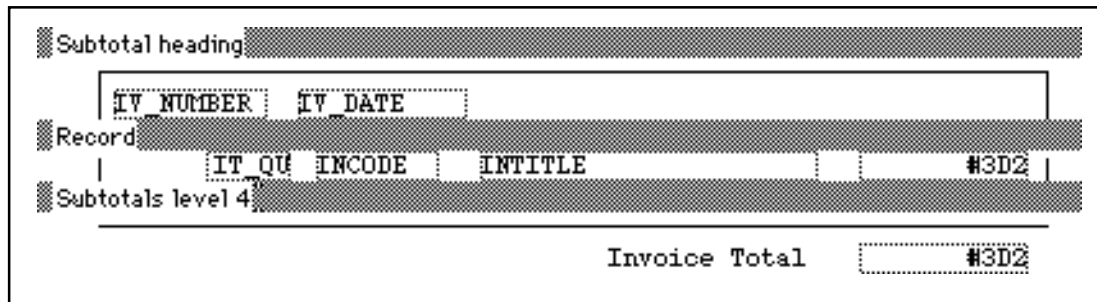 Subtotal heading
IV_NUMBER IV_DATE
Record
IT_QU INCODE INTITLE #3D2
Subtotals level 4
Invoice Total #3D2